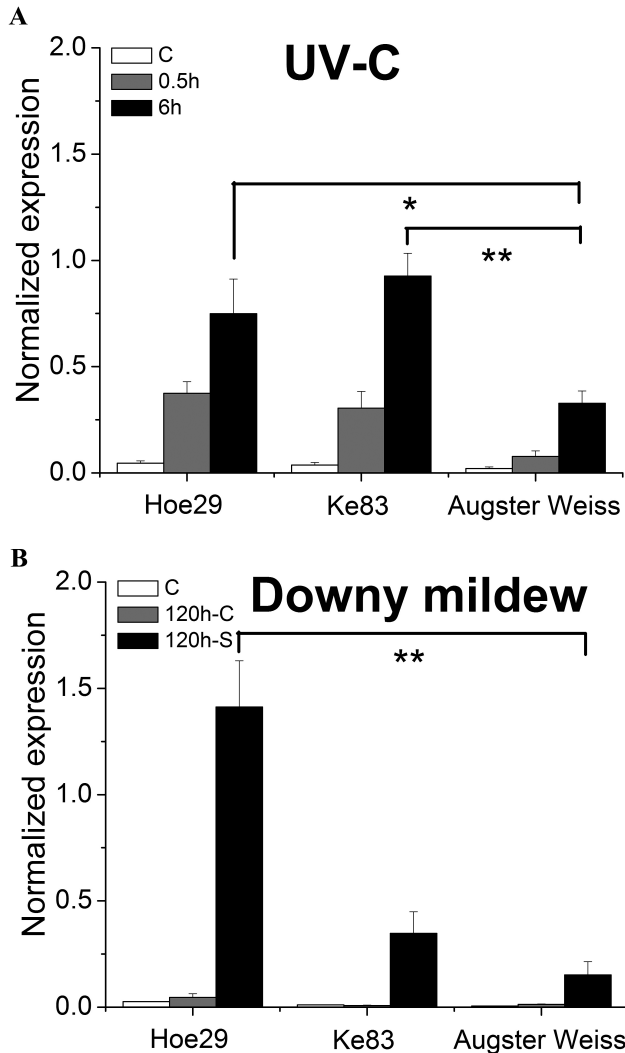 A
UV-C
C
0.5h
6h
Normalized expression
2.0
1.5
1.0
0.5
0.0
*
**
Hoe29
Ke83
Augster Weiss
B
Downy mildew
C
120h-C
120h-S
Normalized expression
2.0
1.5
1.0
0.5
0.0
**
Hoe29
Ke83
Augster Weiss